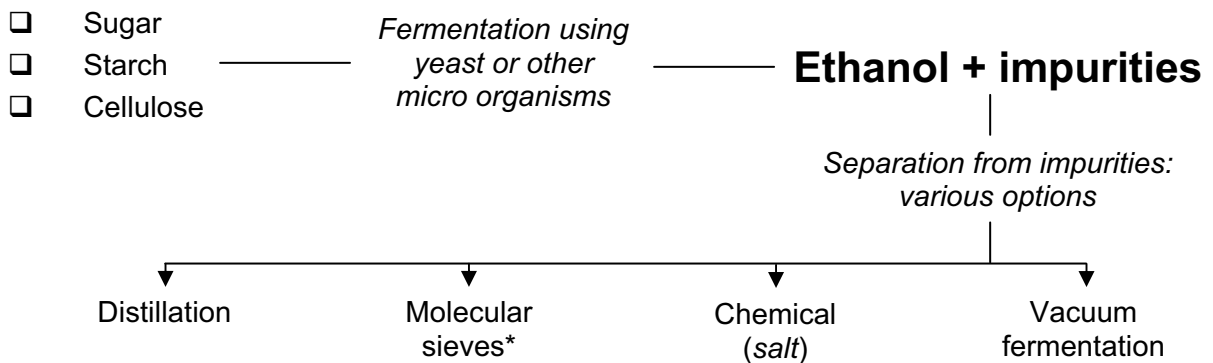 ❑ Sugar
❑ Starch
❑ Cellulose
Fermentation using
yeast or other
micro organisms
Ethanol + impurities
Separation from impurities:
various options
Distillation
Molecular
sieves*
Chemical
(salt)
Vacuum
fermentation